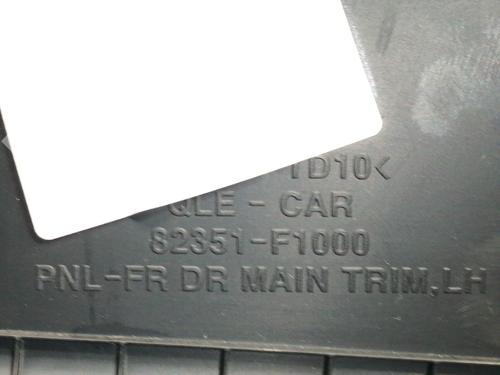 TD10<
QLE - CAR
82351-F1000
PNL-FR DR MAIN TRIM,LH